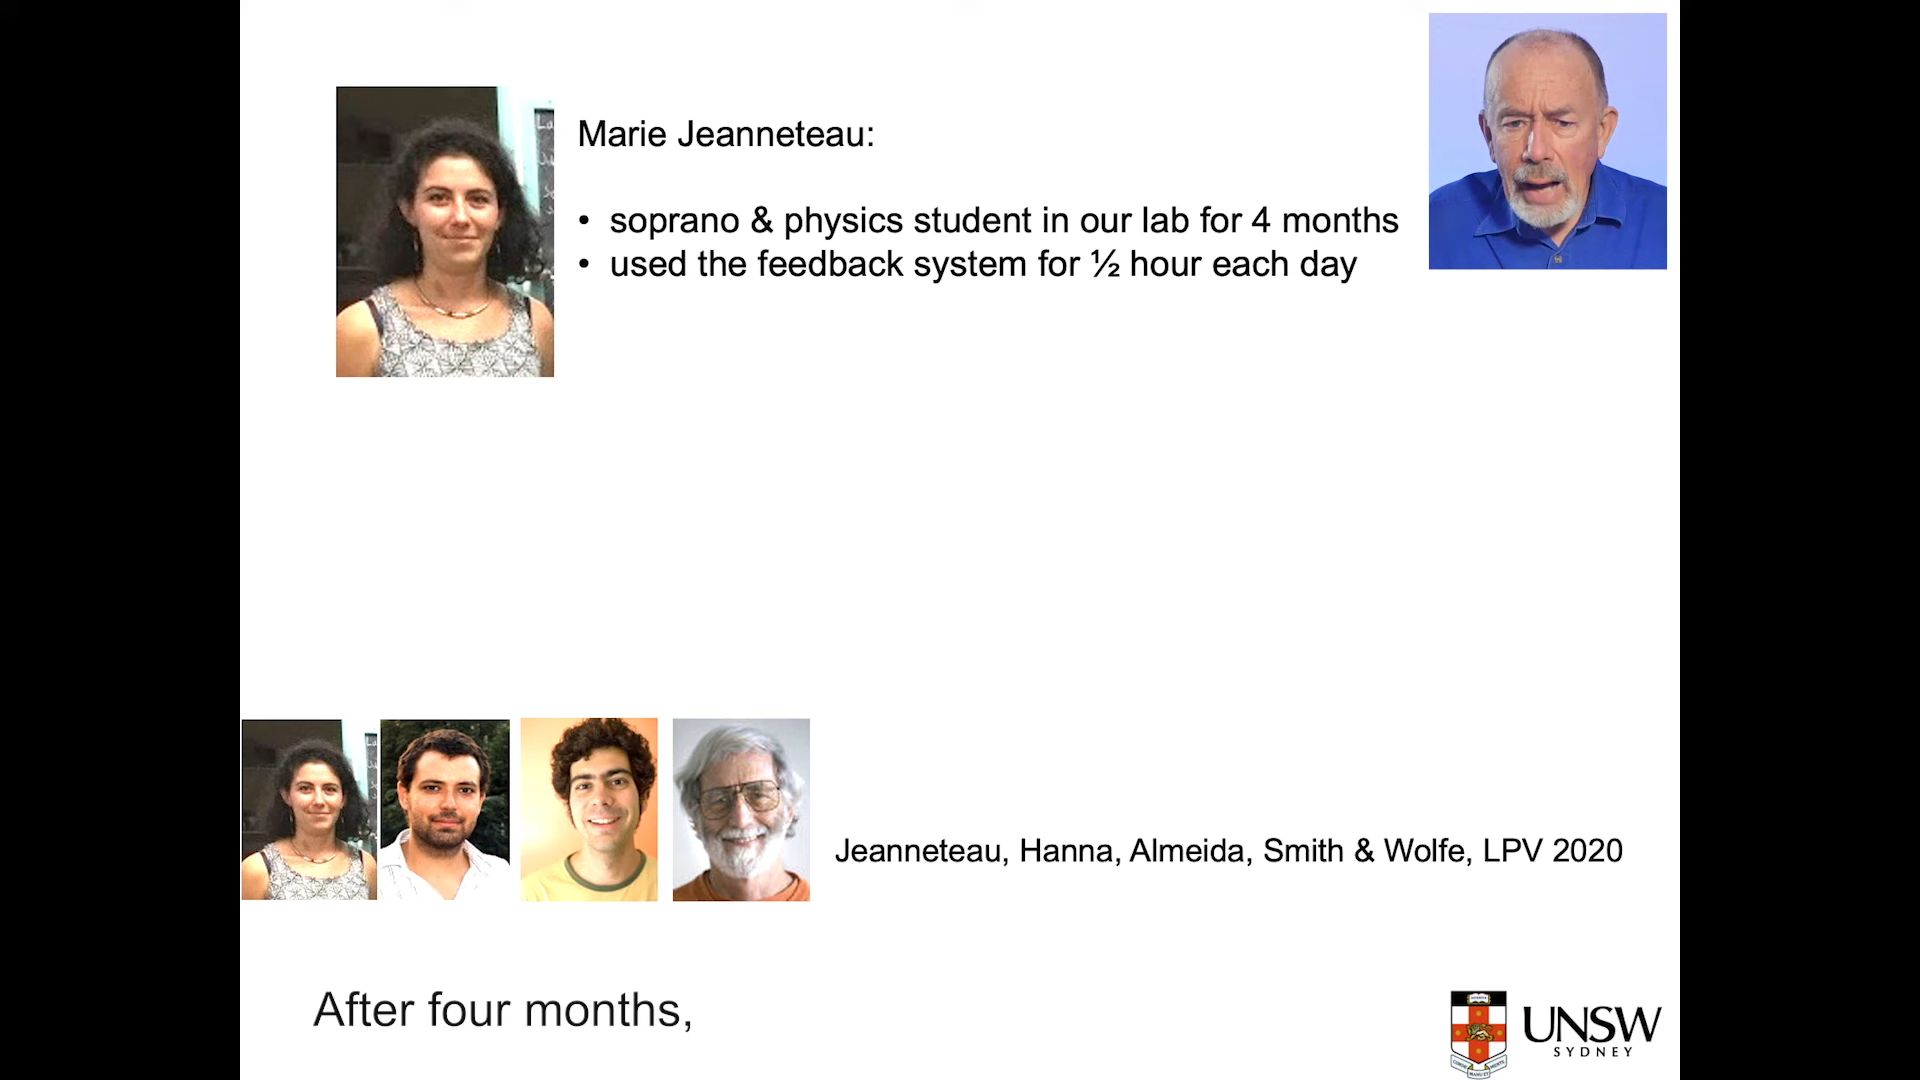 Marie Jeanneteau:
• soprano & physics student in our lab for 4 months
• used the feedback system for ½ hour each day
Jeanneteau, Hanna, Almeida, Smith & Wolfe, LPV 2020
After four months,
UNSW
SYDNEY